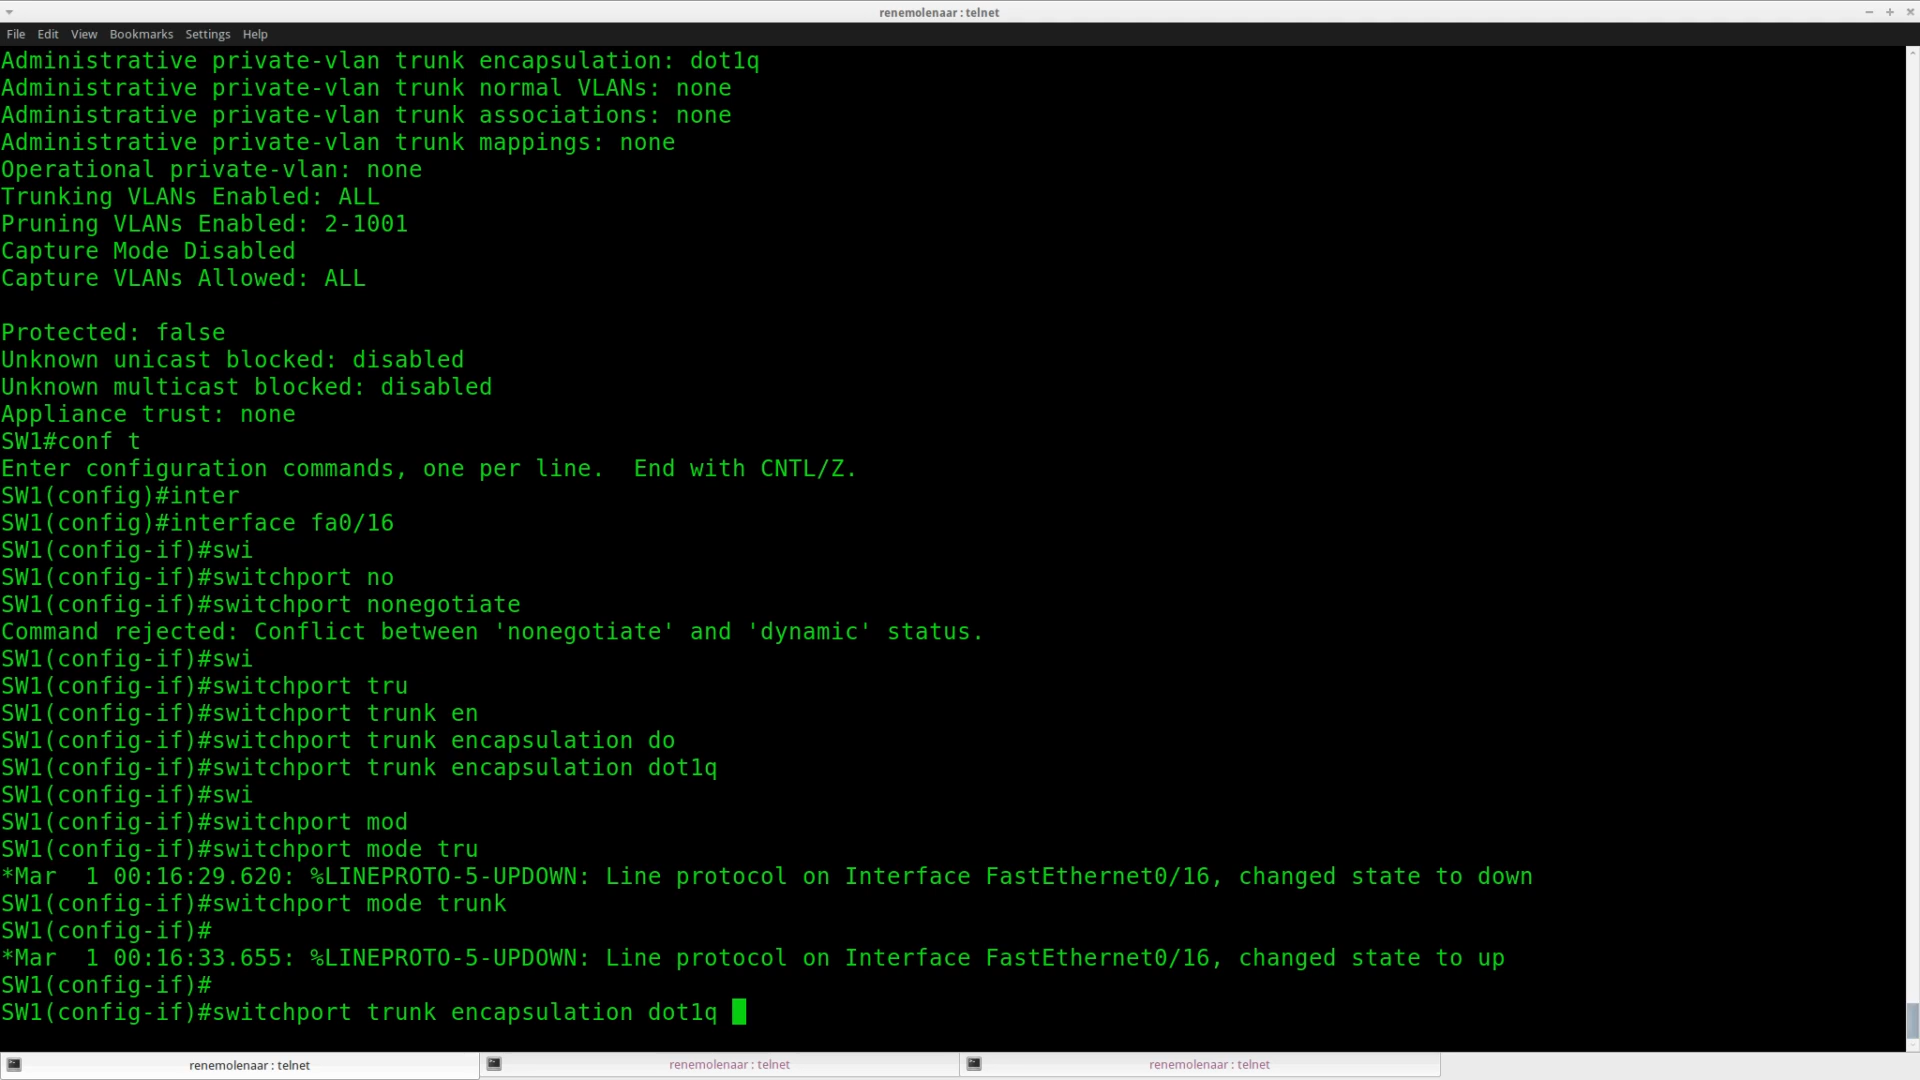 renemolenaar : telnet
File Edit View Bookmarks Settings Help
Administrative private-vlan trunk encapsulation: dot1q
Administrative private-vlan trunk normal VLANs: none
Administrative private-vlan trunk associations: none
Administrative private-vlan trunk mappings: none
Operational private-vlan: none
Trunking VLANs Enabled: ALL
Pruning VLANs Enabled: 2-1001
Capture Mode Disabled
Capture VLANs Allowed: ALL
Protected: false
Unknown unicast blocked: disabled
Unknown multicast blocked: disabled
Appliance trust: none
SW1#conf t
Enter configuration commands, one per line.  End with CNTL/Z.
SW1(config)#inter
SW1(config)#interface fa0/16
SW1(config-if)#swi
SW1(config-if)#switchport no
SW1(config-if)#switchport nonegotiate
Command rejected: Conflict between 'nonegotiate' and 'dynamic' status.
SW1(config-if)#swi
SW1(config-if)#switchport tru
SW1(config-if)#switchport trunk en
SW1(config-if)#switchport trunk encapsulation do
SW1(config-if)#switchport trunk encapsulation dot1q
SW1(config-if)#swi
SW1(config-if)#switchport mod
SW1(config-if)#switchport mode tru
*Mar  1 00:16:29.620: %LINEPROTO-5-UPDOWN: Line protocol on Interface FastEthernet0/16, changed state to down
SW1(config-if)#switchport mode trunk
SW1(config-if)#
*Mar  1 00:16:33.655: %LINEPROTO-5-UPDOWN: Line protocol on Interface FastEthernet0/16, changed state to up
SW1(config-if)#
SW1(config-if)#switchport trunk encapsulation dot1q
renemolenaar : telnet renemolenaar : telnet renemolenaar : telnet